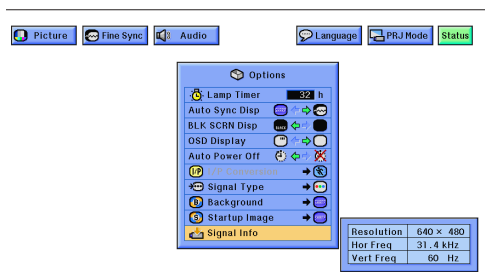 Picture Fine Sync Audio Language PRJ Mode Status
Options
Lamp Timer 32 h
Auto Sync Disp
BLK SCRN Disp
OSD Display
Auto Power Off
I/P I/P Conversion
Signal Type
B Background
S Startup Image
Signal Info
Resolution 640 × 480
Hor Freq 31.4 kHz
Vert Freq 60 Hz